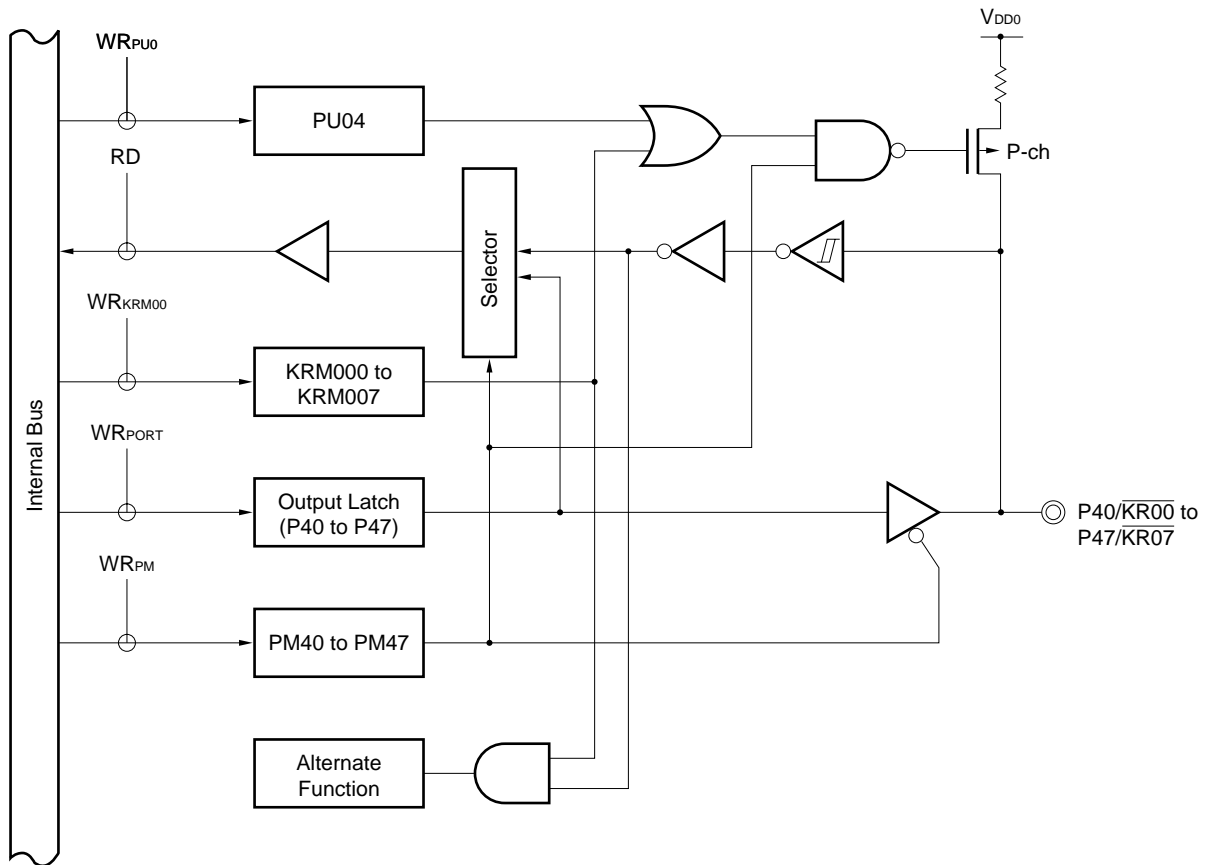 VDD0
WRPU0
PU04
P-ch
RD
Selector
WRKRM00
KRM000 to
KRM007
Internal Bus
WRPORT
Output Latch
(P40 to P47)
P40/KR00 to
P47/KR07
WRPM
PM40 to PM47
Alternate
Function